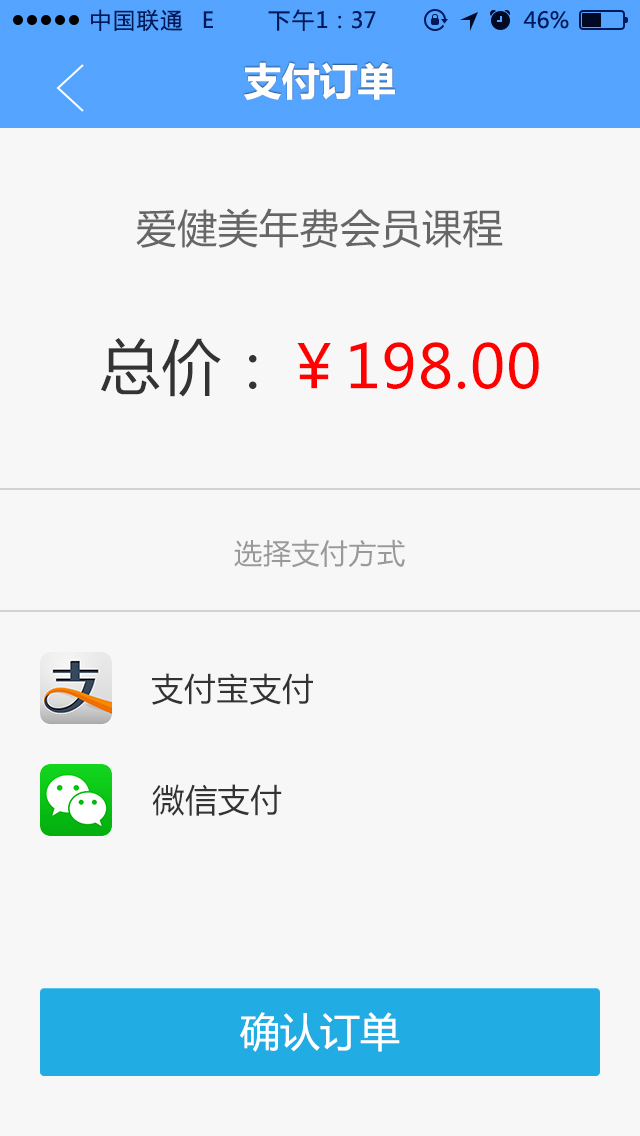 中国联通 E 下午1：37 46%
支付订单
爱健美年费会员课程
总价：￥198.00
选择支付方式
支 支付宝支付
微信支付
确认订单